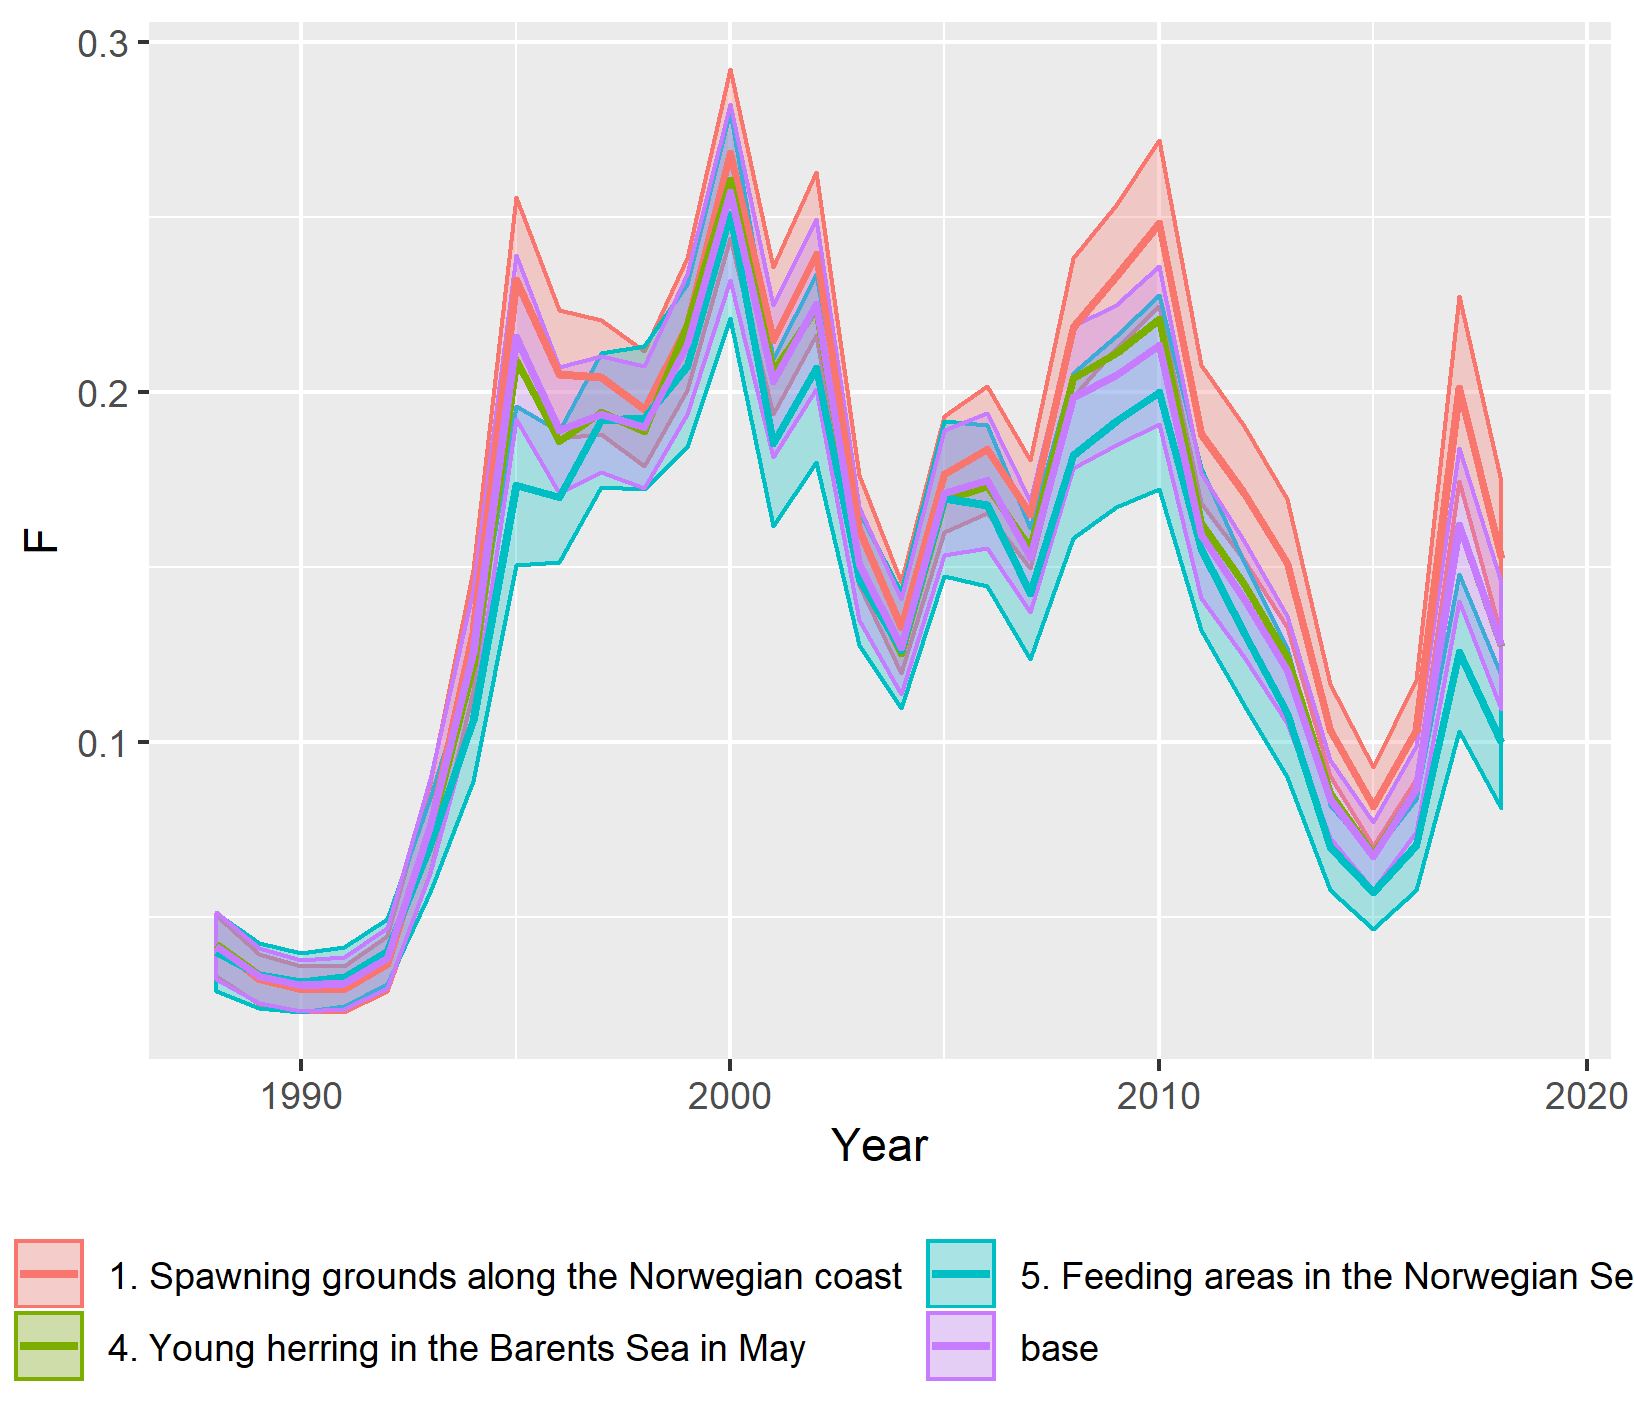 0.3
0.2
0.1
F
1990 2000 2010 2020
Year
1. Spawning grounds along the Norwegian coast
5. Feeding areas in the Norwegian Se
4. Young herring in the Barents Sea in May
base